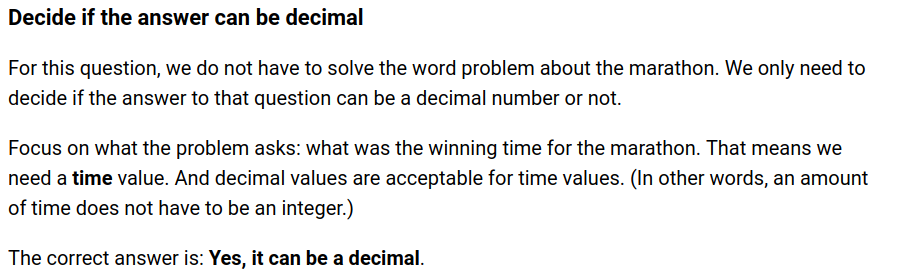 Decide if the answer can be decimal
For this question, we do not have to solve the word problem about the marathon. We only need to
decide if the answer to that question can be a decimal number or not.
Focus on what the problem asks: what was the winning time for the marathon. That means we
need a time value. And decimal values are acceptable for time values. (In other words, an amount
of time does not have to be an integer.)
The correct answer is: Yes, it can be a decimal.